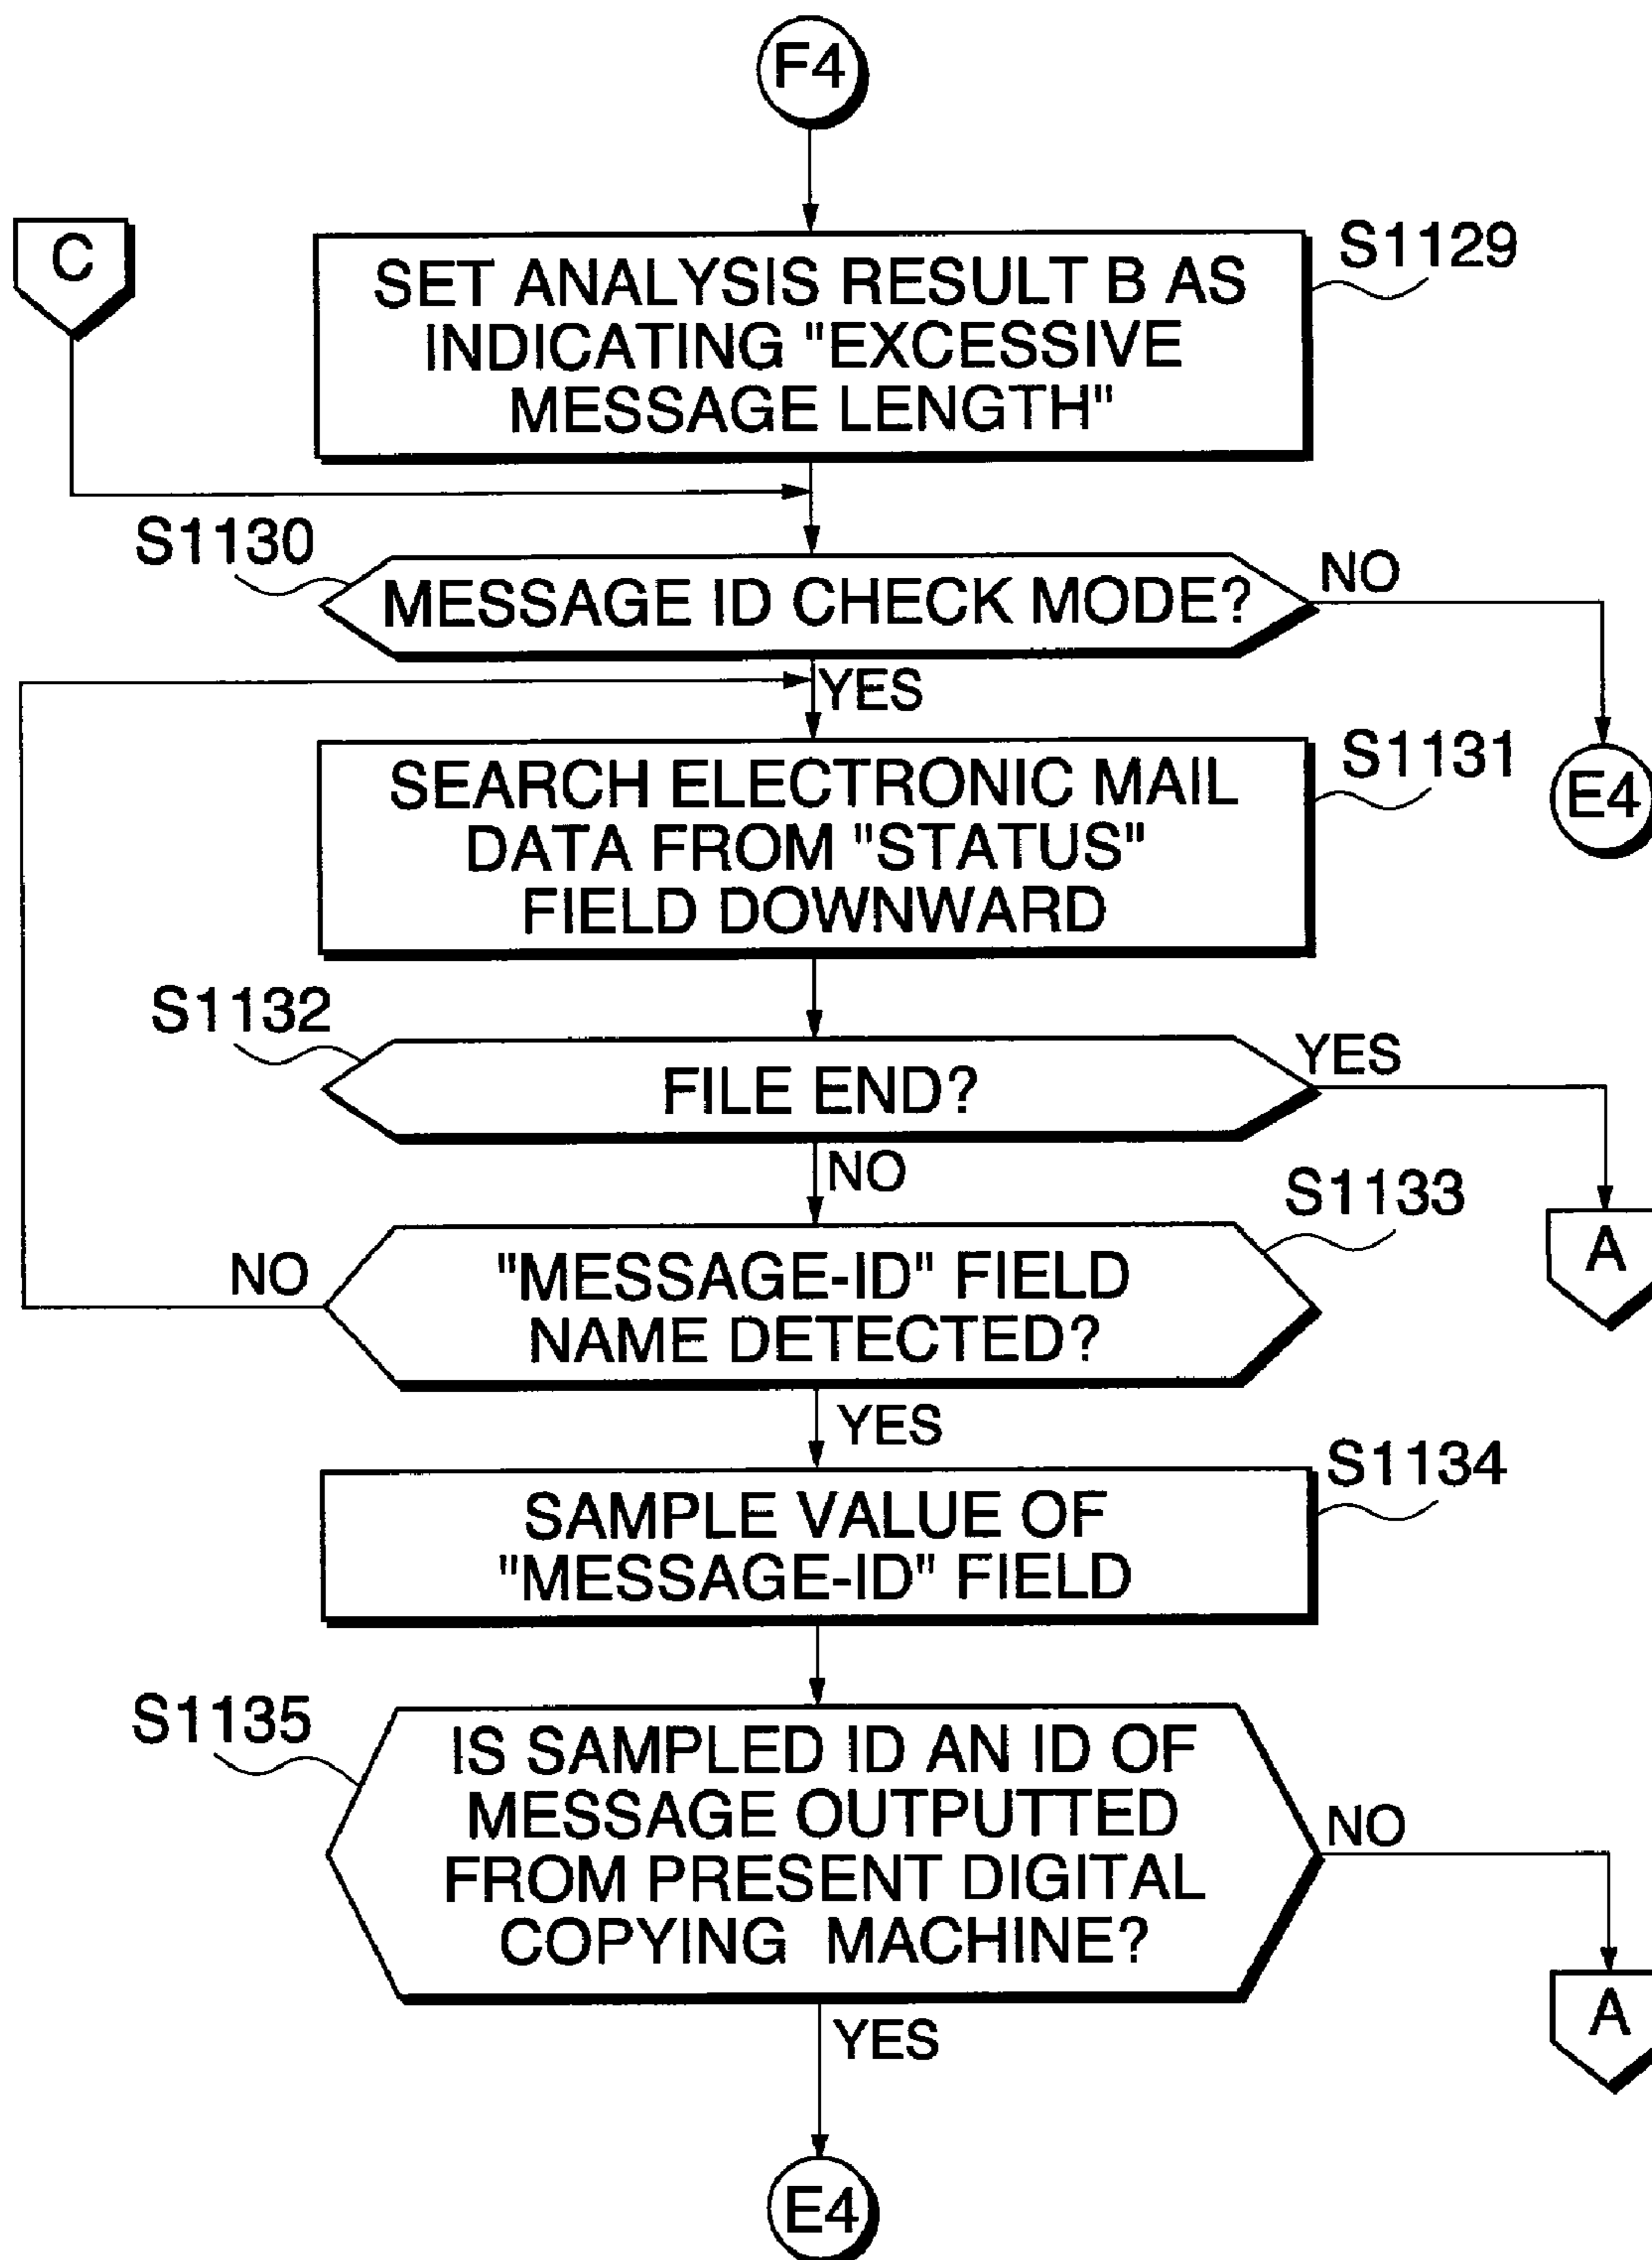 F4
C
S1129
SET ANALYSIS RESULT B AS
INDICATING "EXCESSIVE
MESSAGE LENGTH"
S1130
MESSAGE ID CHECK MODE?
NO
YES
E4
S1131
SEARCH ELECTRONIC MAIL
DATA FROM "STATUS"
FIELD DOWNWARD
S1132
FILE END?
YES
NO
A
S1133
"MESSAGE-ID" FIELD
NAME DETECTED?
NO
YES
S1134
SAMPLE VALUE OF
"MESSAGE-ID" FIELD
S1135
IS SAMPLED ID AN ID OF
MESSAGE OUTPUTTED
FROM PRESENT DIGITAL
COPYING MACHINE?
NO
A
YES
E4